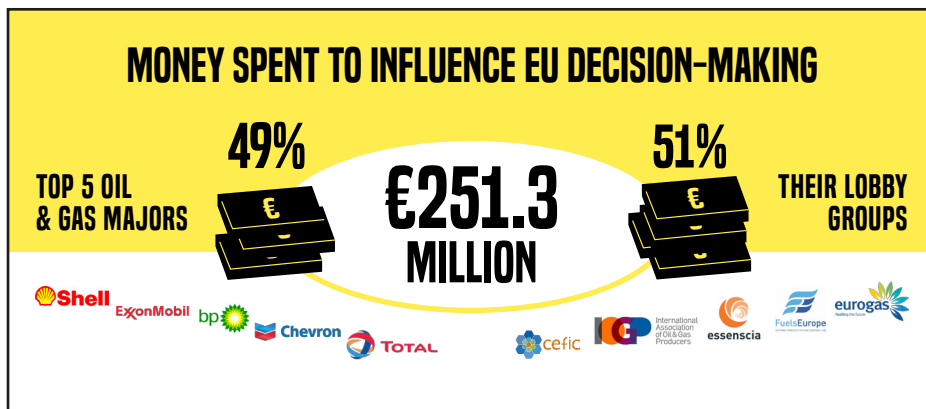 MONEY SPENT TO INFLUENCE EU DECISION-MAKING
49%
51%
TOP 5 OIL
& GAS MAJORS
€
€251.3
MILLION
€
THEIR LOBBY
GROUPS
Shell
ExxonMobil
bp
Chevron
TOTAL
cefic
IOGP
International
Association
of Oil & Gas
Producers
essenscia
FuelsEurope
eurogas